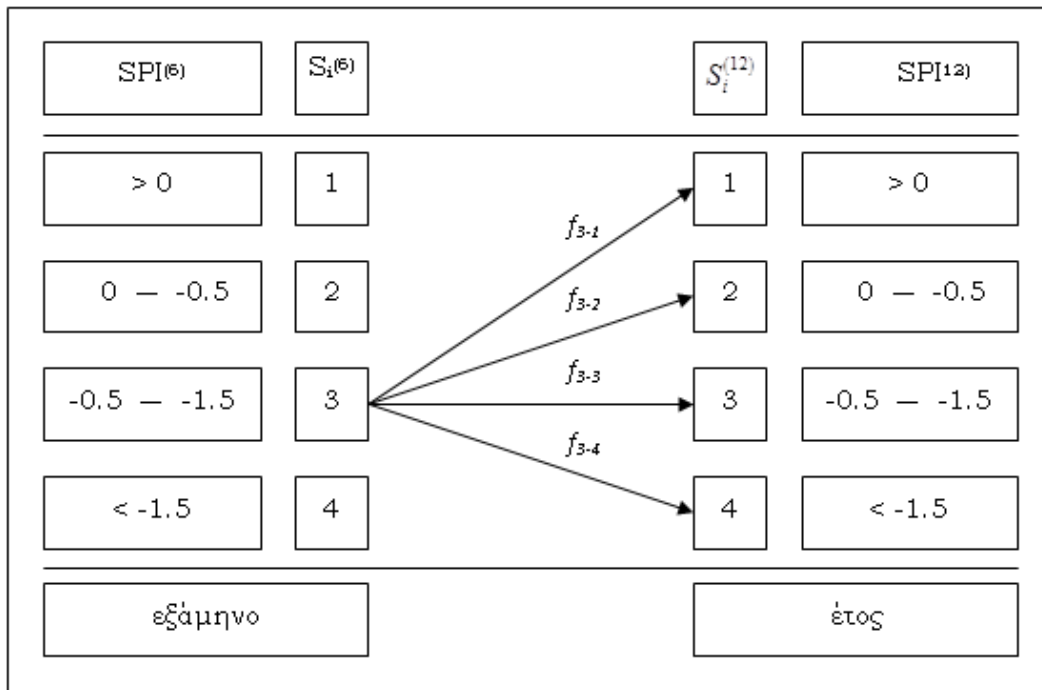 SPI(6) Si(6) Si(12) SPI12)
> 0 1 1 > 0
f3-1
0 — -0.5 2 2 0 — -0.5
f3-2
-0.5 — -1.5 3 3 -0.5 — -1.5
f3-3
f3-4
< -1.5 4 4 < -1.5
εξάμηνο έτος